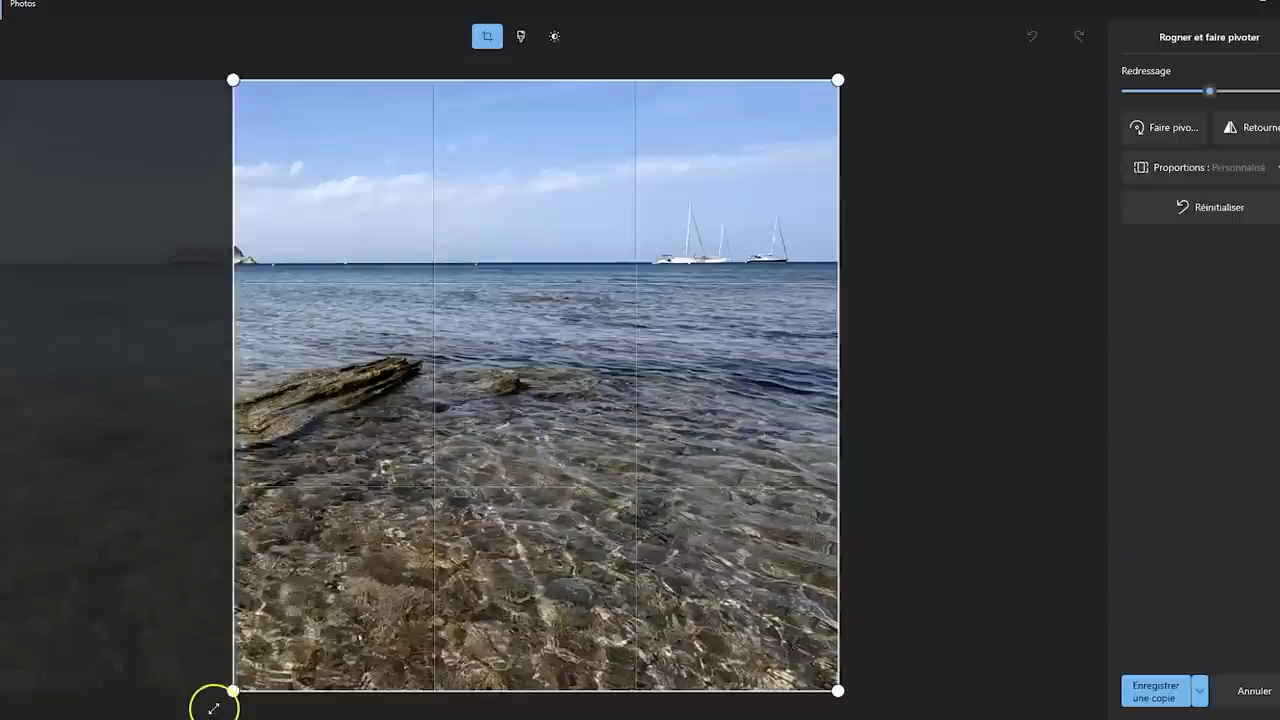 Photos
Rogner et faire pivoter
Redressage
Faire pivo... Retourne
Proportions : Personnalisé
Réinitialiser
Enregistrer
une copie
Annuler